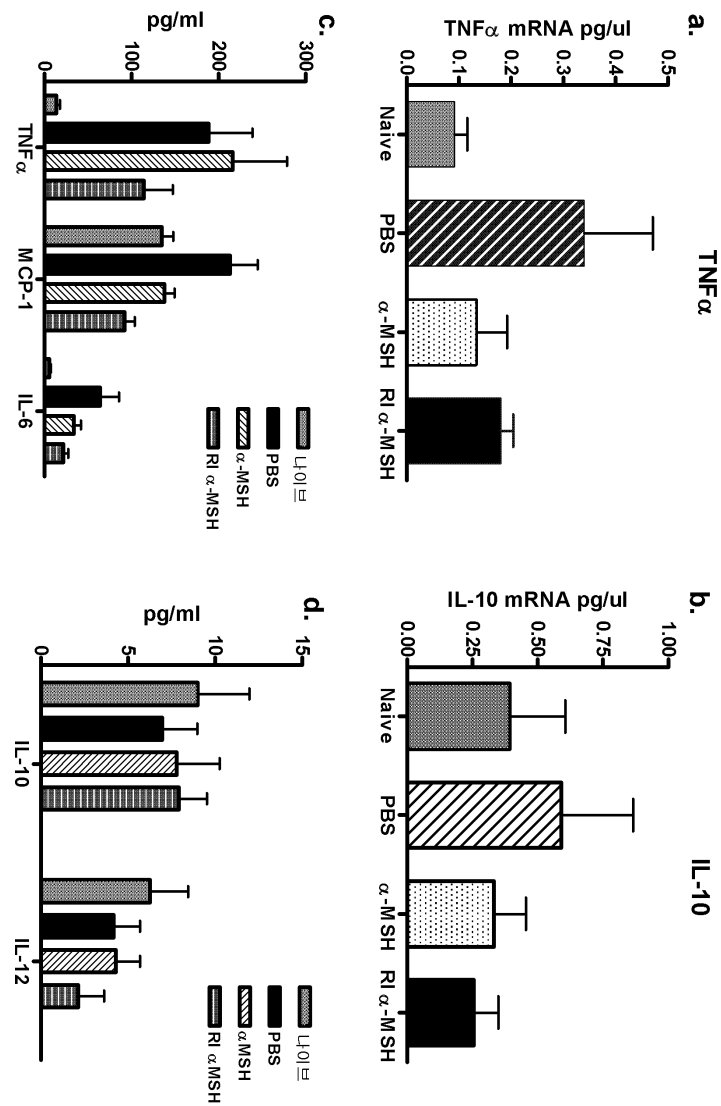 a.
TNFα
TNFα mRNA pg/ul
0.5
0.4
0.3
0.2
0.1
0.0
Naive
PBS
α-MSH
RI α-MSH
b.
IL-10
IL-10 mRNA pg/ul
1.00
0.75
0.50
0.25
0.00
Naive
PBS
α-MSH
RI α-MSH
c.
pg/ml
300
200
100
0
TNFα
MCP-1
IL-6
나이브
PBS
α-MSH
RI α-MSH
d.
pg/ml
15
10
5
0
IL-10
IL-12
나이브
PBS
αMSH
RI αMSH